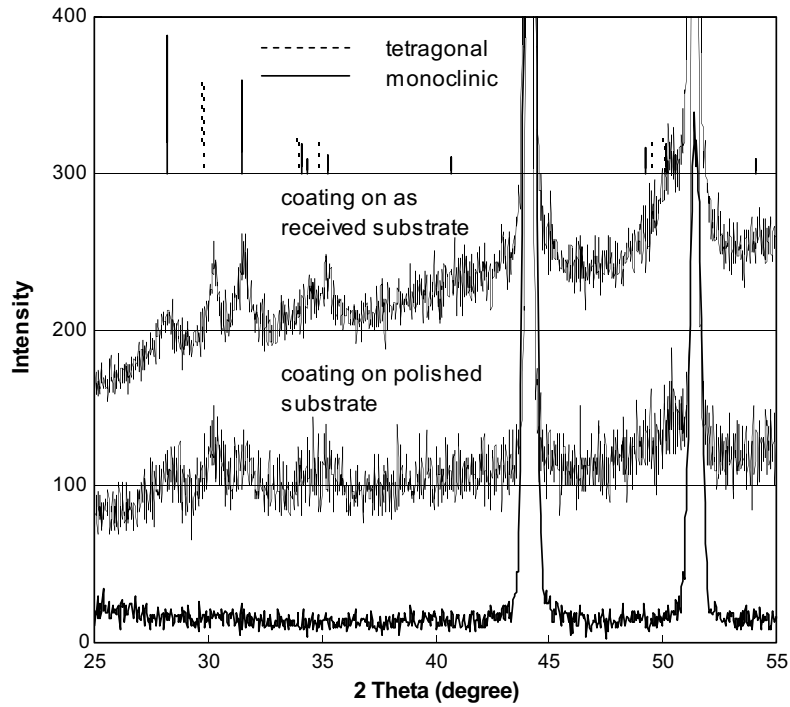 400
tetragonal
monoclinic
300
coating on as
received substrate
Intensity
200
coating on polished
substrate
100
0
25 30 35 40 45 50 55
2 Theta (degree)